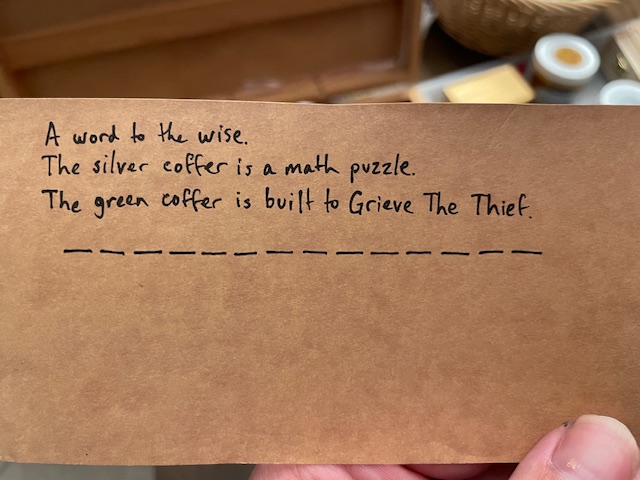 A word to the wise.
The silver coffer is a math puzzle.
The green coffer is built to Grieve The Thief.
_ _ _ _ _ _ _ _ _ _ _ _ _ _